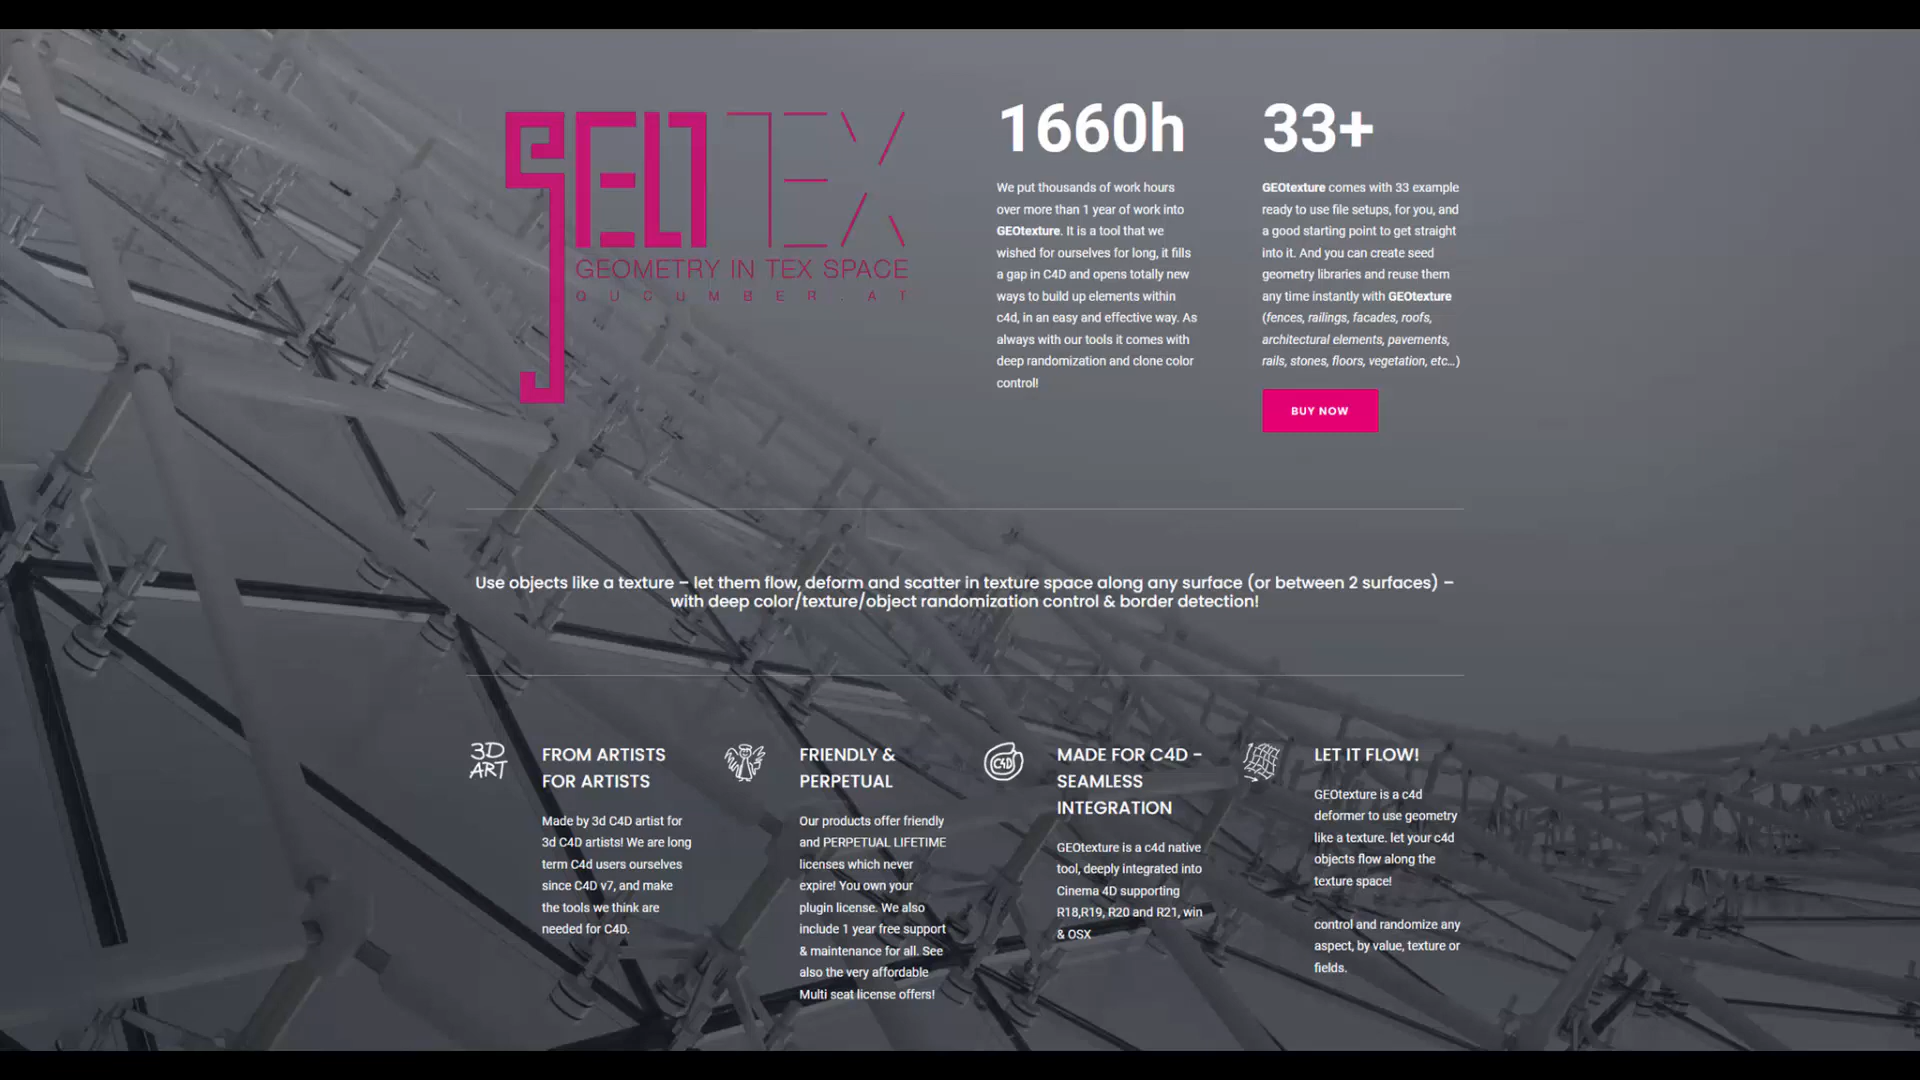 GEO TEX
GEOMETRY IN TEX SPACE
QUCUMBER.AT
1660h
We put thousands of work hours
over more than 1 year of work into
GEOtexture. It is a tool that we
wished for ourselves for long, it fills
a gap in C4D and opens totally new
ways to build up elements within
c4d, in an easy and effective way. As
always with our tools it comes with
deep randomization and clone color
control!
33+
GEOtexture comes with 33 example
ready to use file setups, for you, and
a good starting point to get straight
into it. And you can create seed
geometry libraries and reuse them
any time instantly with GEOtexture
(fences, railings, facades, roofs,
architectural elements, pavements,
rails, stones, floors, vegetation, etc...)
BUY NOW
Use objects like a texture – let them flow, deform and scatter in texture space along any surface (or between 2 surfaces) –
with deep color/texture/object randomization control & border detection!
3D
ART
FROM ARTISTS
FOR ARTISTS
Made by 3d C4D artist for
3d C4D artists! We are long
term C4d users ourselves
since C4D v7, and make
the tools we think are
needed for C4D.
FRIENDLY &
PERPETUAL
Our products offer friendly
and PERPETUAL LIFETIME
licenses which never
expire! You own your
plugin license. We also
include 1 year free support
& maintenance for all. See
also the very affordable
Multi seat license offers!
C4D
MADE FOR C4D –
SEAMLESS
INTEGRATION
GEOtexture is a c4d native
tool, deeply integrated into
Cinema 4D supporting
R18,R19, R20 and R21, win
& OSX
LET IT FLOW!
GEOtexture is a c4d
deformer to use geometry
like a texture. let your c4d
objects flow along the
texture space!
control and randomize any
aspect, by value, texture or
fields.